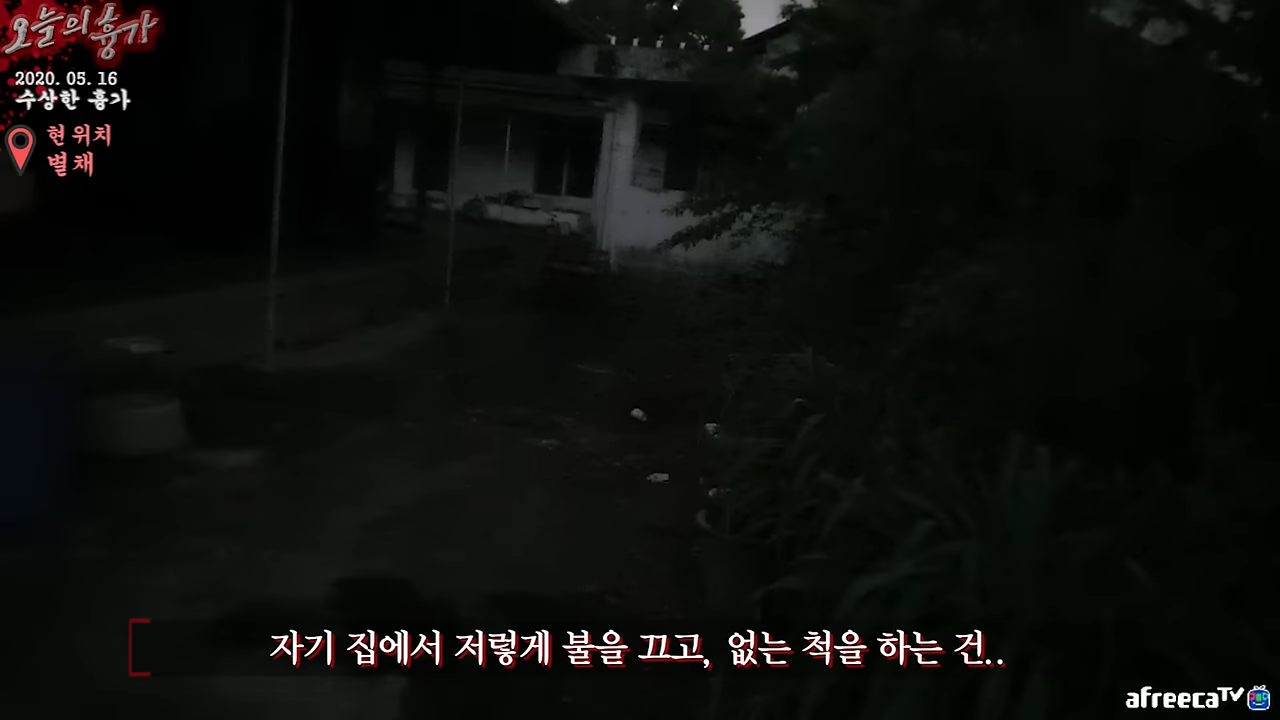 오늘의 흉가
2020. 05. 16
수상한 흉가
현 위치
별채
자기 집에서 저렇게 불을 끄고, 없는 척을 하는 건..
afreecaTV